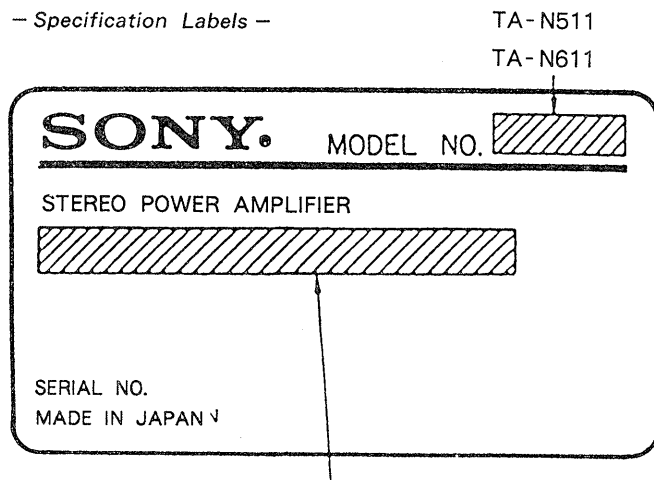 — Specification Labels —
TA-N511
TA-N611
SONY®
MODEL NO.
STEREO POWER AMPLIFIER
SERIAL NO.
MADE IN JAPAN √